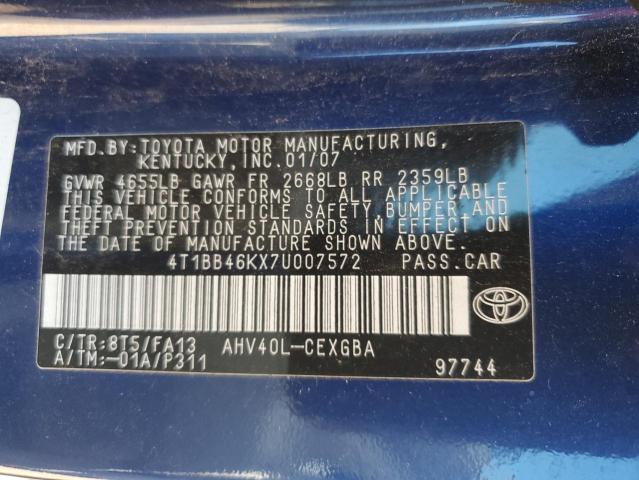 MFD.BY:TOYOTA MOTOR MANUFACTURING,
KENTUCKY, INC.01/07
GVWR 4655LB GAWR FR 2668LB RR 2359LB
THIS VEHICLE CONFORMS TO ALL APPLICABLE
FEDERAL MOTOR VEHICLE SAFETY,BUMPER,AND
THEFT PREVENTION STANDARDS IN EFFECT ON
THE DATE OF MANUFACTURE SHOWN ABOVE.
4T1BB46KX7U007572 PASS.CAR
C/TR:8T5/FA13 AHV40L-CEXGBA
A/TM:-01A/P311 97744